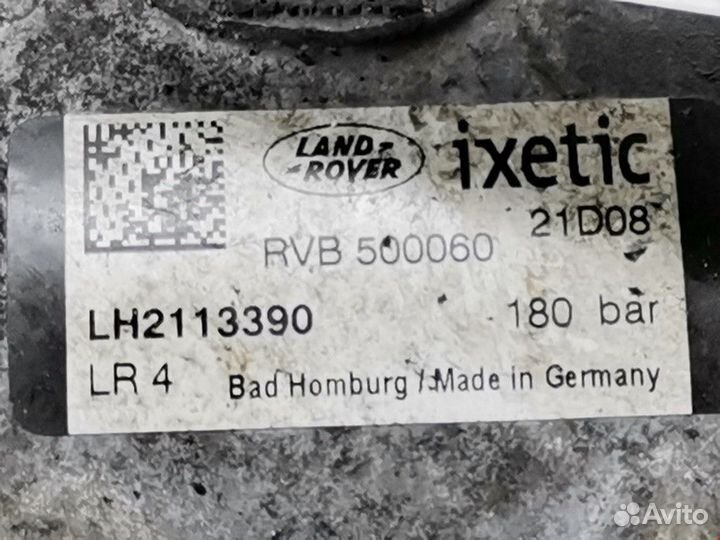 LAND-
-ROVER
ixetic
21D08
RVB 500060
LH2113390
180 bar
LR 4
Bad Homburg / Made in Germany
Avito